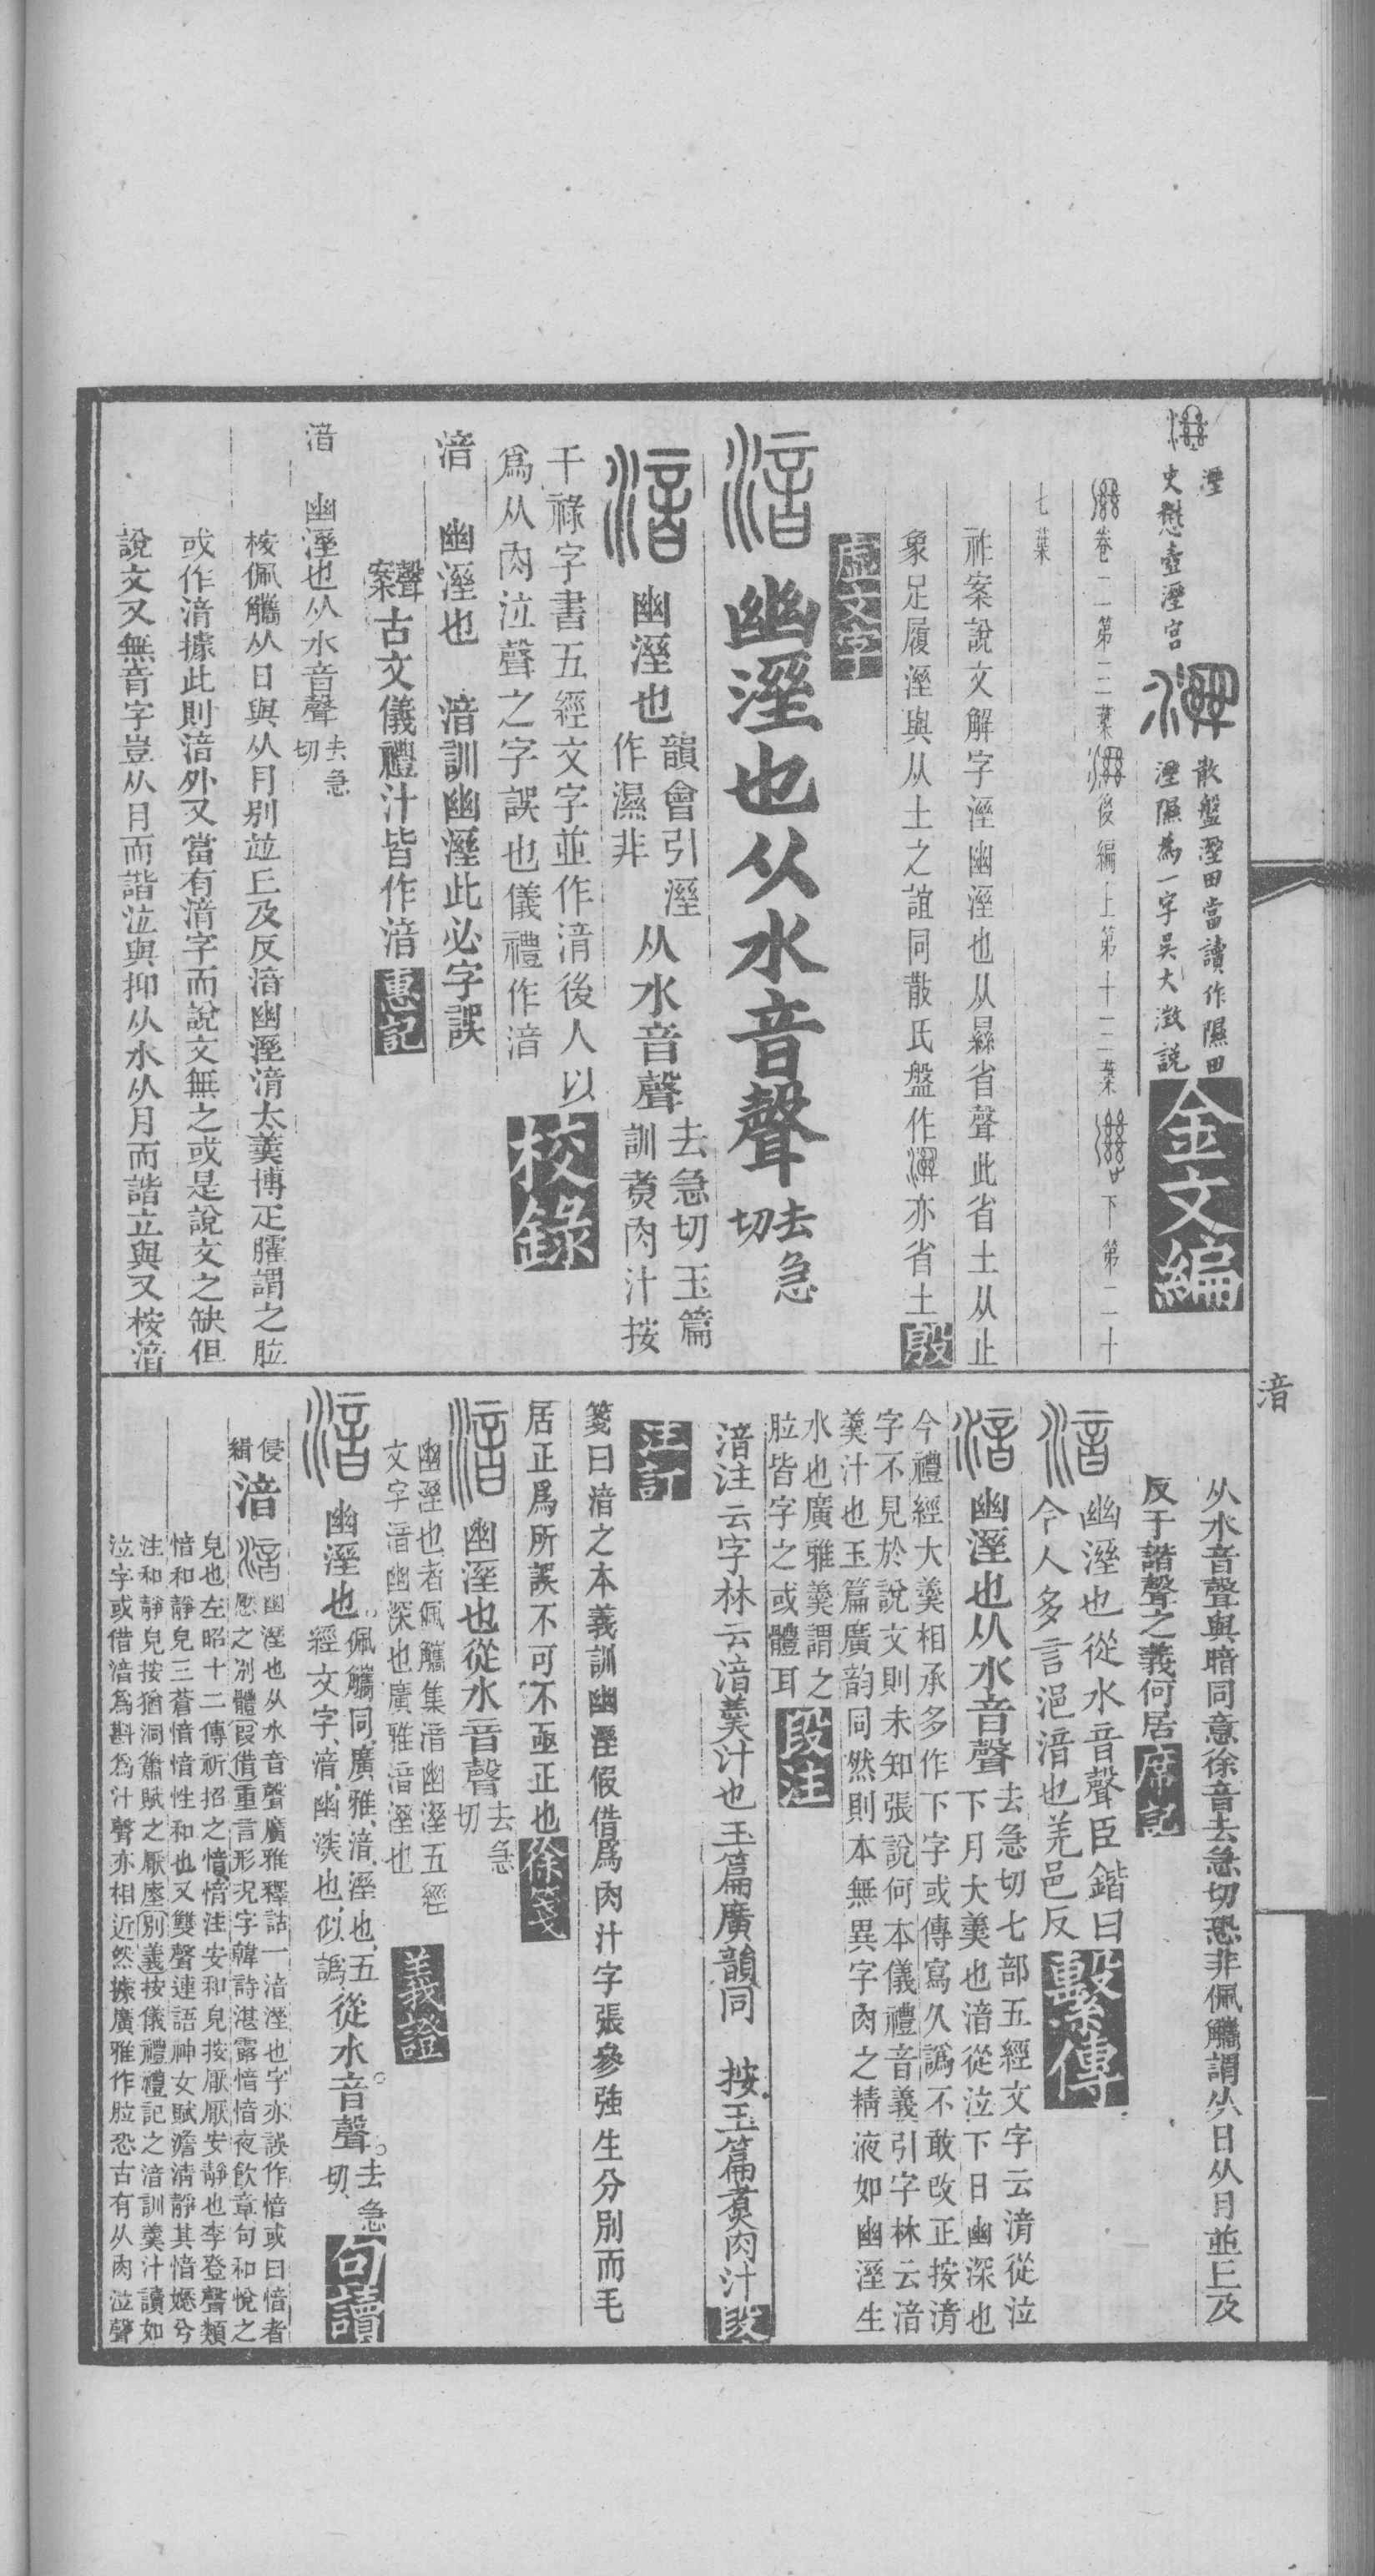 溼
史懋壺溼宮
散盤溼田當讀作隰田
溼隰為一字吳大澂說
金文編
卷二第三葉
後編上第十三葉
下第二十
七葉
祚案說文解字溼幽溼也从㬎省聲此省土从止
象足履溼與从土之誼同散氏盤作
亦省土
殷虛文字
湆
幽溼也从水音聲
去急切
湆
幽溼也
韻會引溼作濕非
从水音聲
去急切玉篇訓煑肉汁按
干祿字書五經文字並作湇後人以
爲从肉泣聲之字誤也儀禮作湆
校錄
湆 幽溼也 湆訓幽溼此必字誤
聲案
古文儀禮汁皆作湆
惠記
湆 幽溼也从水音聲
去急切
桉佩觿从日與从月别並丘及反湆幽溼湇太羹博疋臛謂之䏠
或作湇據此則湆外又當有湇字而說文無之或是說文之缺但
說文又無育字豈从月而諧泣與抑从水从月而諧立與又桉湆
从水音聲與暗同意徐音去急切恐非佩觿謂从日从月並丘及
反于諧聲之義何居
席記
湆
幽溼也從水音聲臣鍇曰
今人多言浥湆也羌邑反
繫傳
湆
幽溼也从水音聲
去急切七部五經文字云湇從泣
下月大羹也湆從泣下日幽深也
今禮經大羹相承多作下字或傳寫久譌不敢改正按湇
字不見於說文則未知張說何本儀禮音義引字林云湆
羹汁也玉篇廣韵同然則本無異字肉之精液如幽溼生
水也廣雅羹謂之
䏠皆字之或體耳
段注
湆注云字林云湆羹汁也玉篇廣韻同 按玉篇煑肉汁
段注訂
箋曰湆之本義訓幽溼假借爲肉汁字張參強生分別而毛
居正爲所誤不可不亟正也
徐箋
湆
幽溼也從水音聲
去急切
幽溼也者佩觿集湆幽溼五經
文字湆幽深也廣雅湆溼也
義證
湆
幽溼也
佩觿同廣雅湆溼也五
經文字湆幽深也似譌
從水音聲
去急切
句讀
侵緝
湆
幽溼也从水音聲廣雅釋詁一湆溼也字亦誤作愔或曰愔者
懕之别體叚借重言形況字韓詩湛露愔愔夜飲章句和悅之
皃也左昭十二傳祈招之愔愔注安和皃按厭厭安靜也李登聲類
愔和靜皃三蒼愔愔性和也又雙聲連語神女賦澹清靜其愔嫕兮
注和靜皃按猶洞簫賦之厭㙪别義按儀禮禮記之湆訓羹汁讀如
泣字或借湆爲斟爲汁聲亦相近然據廣雅作䏠恐古有从肉泣聲
湆